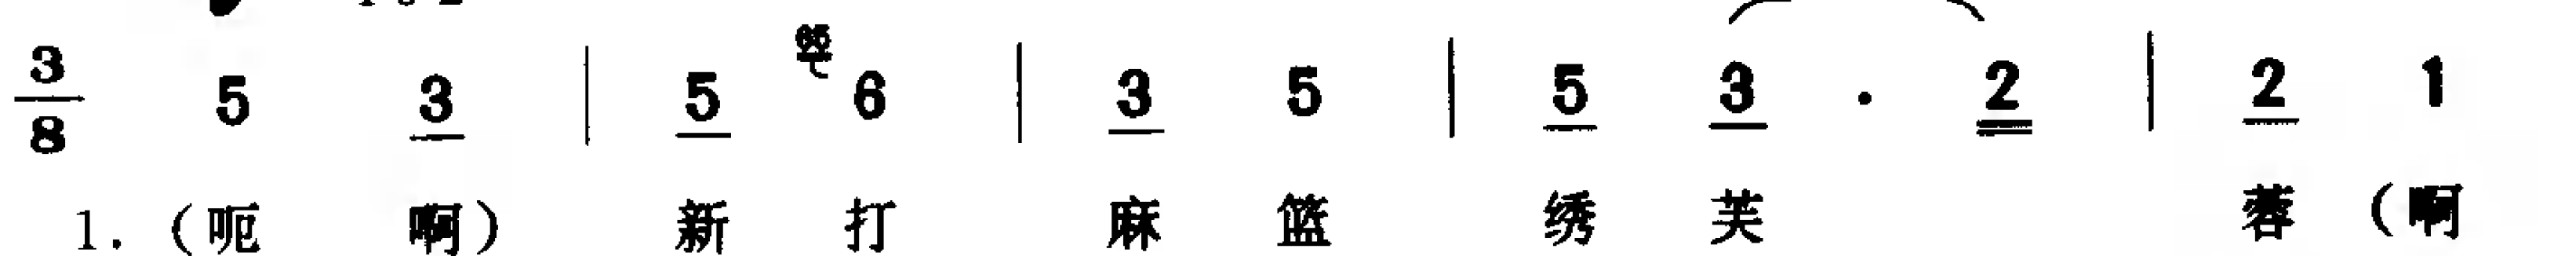 3/8 5 3 | 5 6 | 3 5 | 5 3 · 2 | 2 1
1.（呃 啊） 新 打 麻 篮 绣 芙 蓉（啊